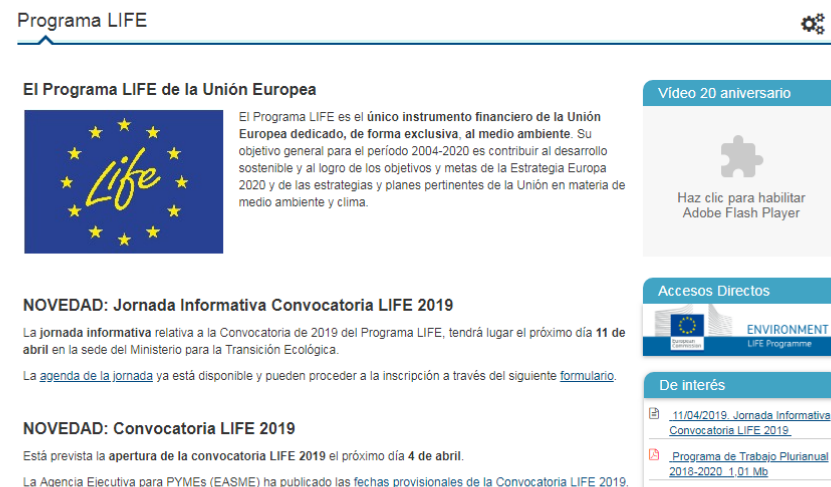 Programa LIFE
El Programa LIFE de la Unión Europea
Life
El Programa LIFE es el único instrumento financiero de la Unión
Europea dedicado, de forma exclusiva, al medio ambiente. Su
objetivo general para el período 2004-2020 es contribuir al desarrollo
sostenible y al logro de los objetivos y metas de la Estrategia Europa
2020 y de las estrategias y planes pertinentes de la Unión en materia de
medio ambiente y clima.
NOVEDAD: Jornada Informativa Convocatoria LIFE 2019
La jornada informativa relativa a la Convocatoria de 2019 del Programa LIFE, tendrá lugar el próximo día 11 de
abril en la sede del Ministerio para la Transición Ecológica.
La agenda de la jornada ya está disponible y pueden proceder a la inscripción a través del siguiente formulario.
NOVEDAD: Convocatoria LIFE 2019
Está prevista la apertura de la convocatoria LIFE 2019 el próximo día 4 de abril.
La Agencia Ejecutiva para PYMEs (EASME) ha publicado las fechas provisionales de la Convocatoria LIFE 2019.
Vídeo 20 aniversario
Haz clic para habilitar
Adobe Flash Player
Accesos Directos
European
Commission
ENVIRONMENT
LIFE Programme
De interés
11/04/2019. Jornada Informativa
Convocatoria LIFE 2019
Programa de Trabajo Plurianual
2018-2020 1,01 Mb